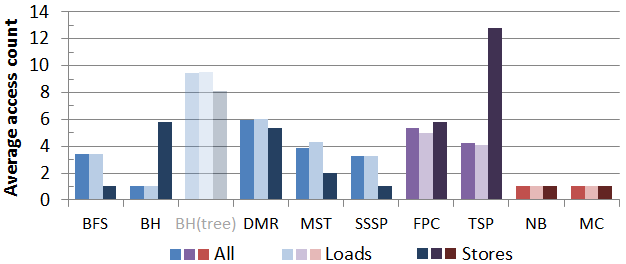 Average access count
14
12
10
8
6
4
2
0
BFS BH BH(tree) DMR MST SSSP FPC TSP NB MC
All Loads Stores